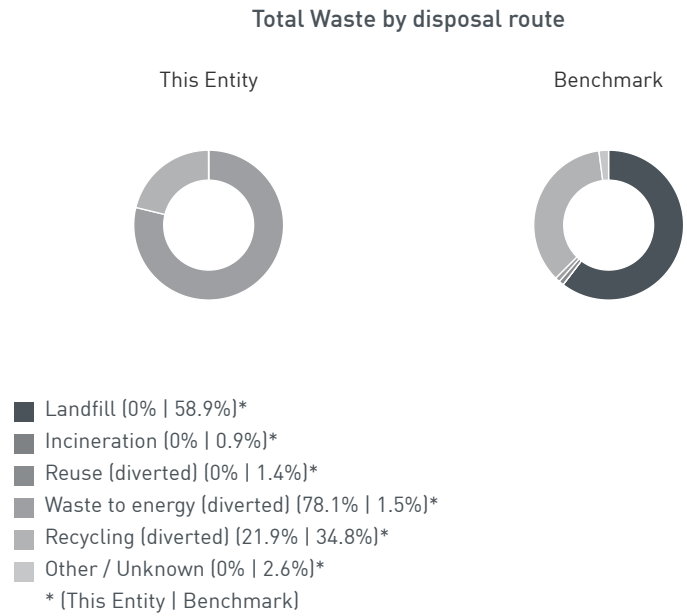 Total Waste by disposal route
This Entity
Benchmark
Landfill (0% | 58.9%)*
Incineration (0% | 0.9%)*
Reuse (diverted) (0% | 1.4%)*
Waste to energy (diverted) (78.1% | 1.5%)*
Recycling (diverted) (21.9% | 34.8%)*
Other / Unknown (0% | 2.6%)*
* (This Entity | Benchmark)